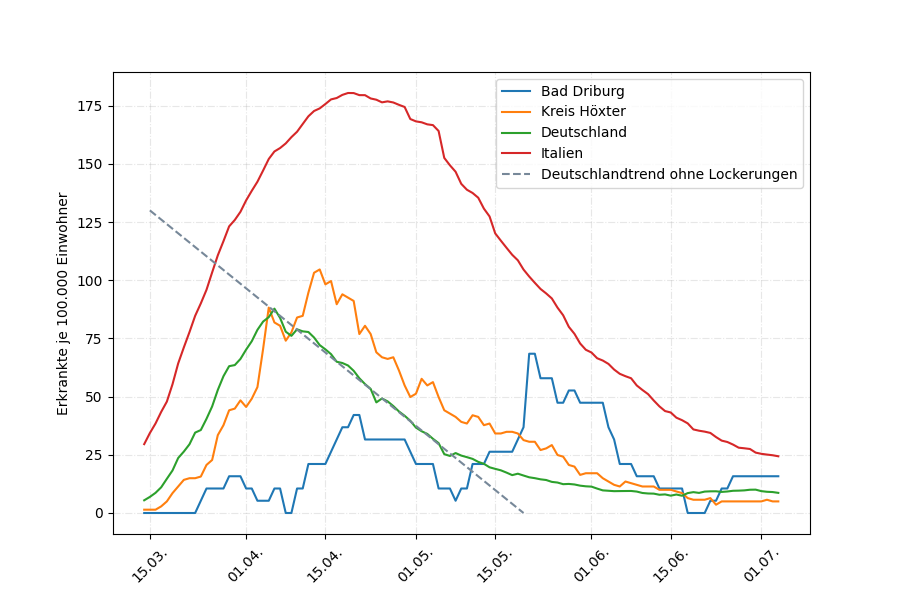 Erkrankte je 100.000 Einwohner
175
150
125
100
75
50
25
0
Bad Driburg
Kreis Höxter
Deutschland
Italien
Deutschlandtrend ohne Lockerungen
15.03.
01.04.
15.04.
01.05.
15.05.
01.06.
15.06.
01.07.